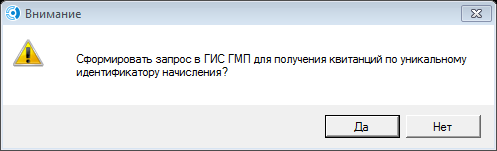 Внимание
Сформировать запрос в ГИС ГМП для получения квитанций по уникальному
идентификатору начисления?
Да
Нет